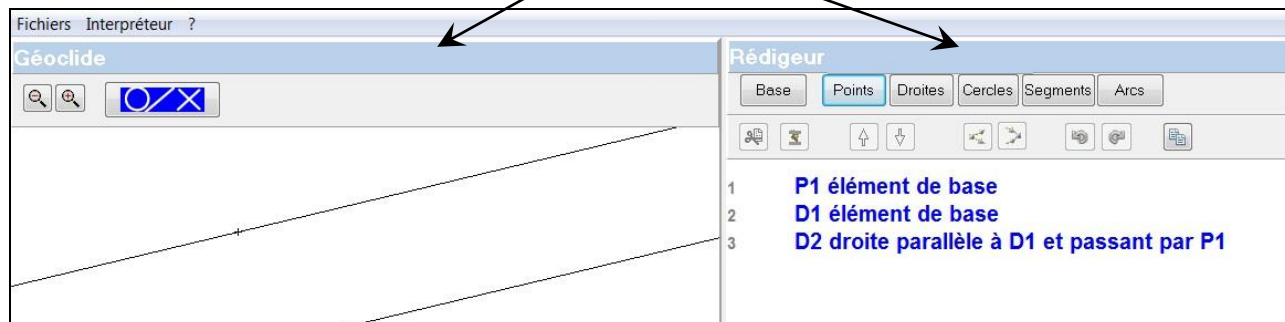 Fichiers Interpréteur ?
Géoclide
Rédigeur
Base Points Droites Cercles Segments Arcs
1 P1 élément de base
2 D1 élément de base
3 D2 droite parallèle à D1 et passant par P1